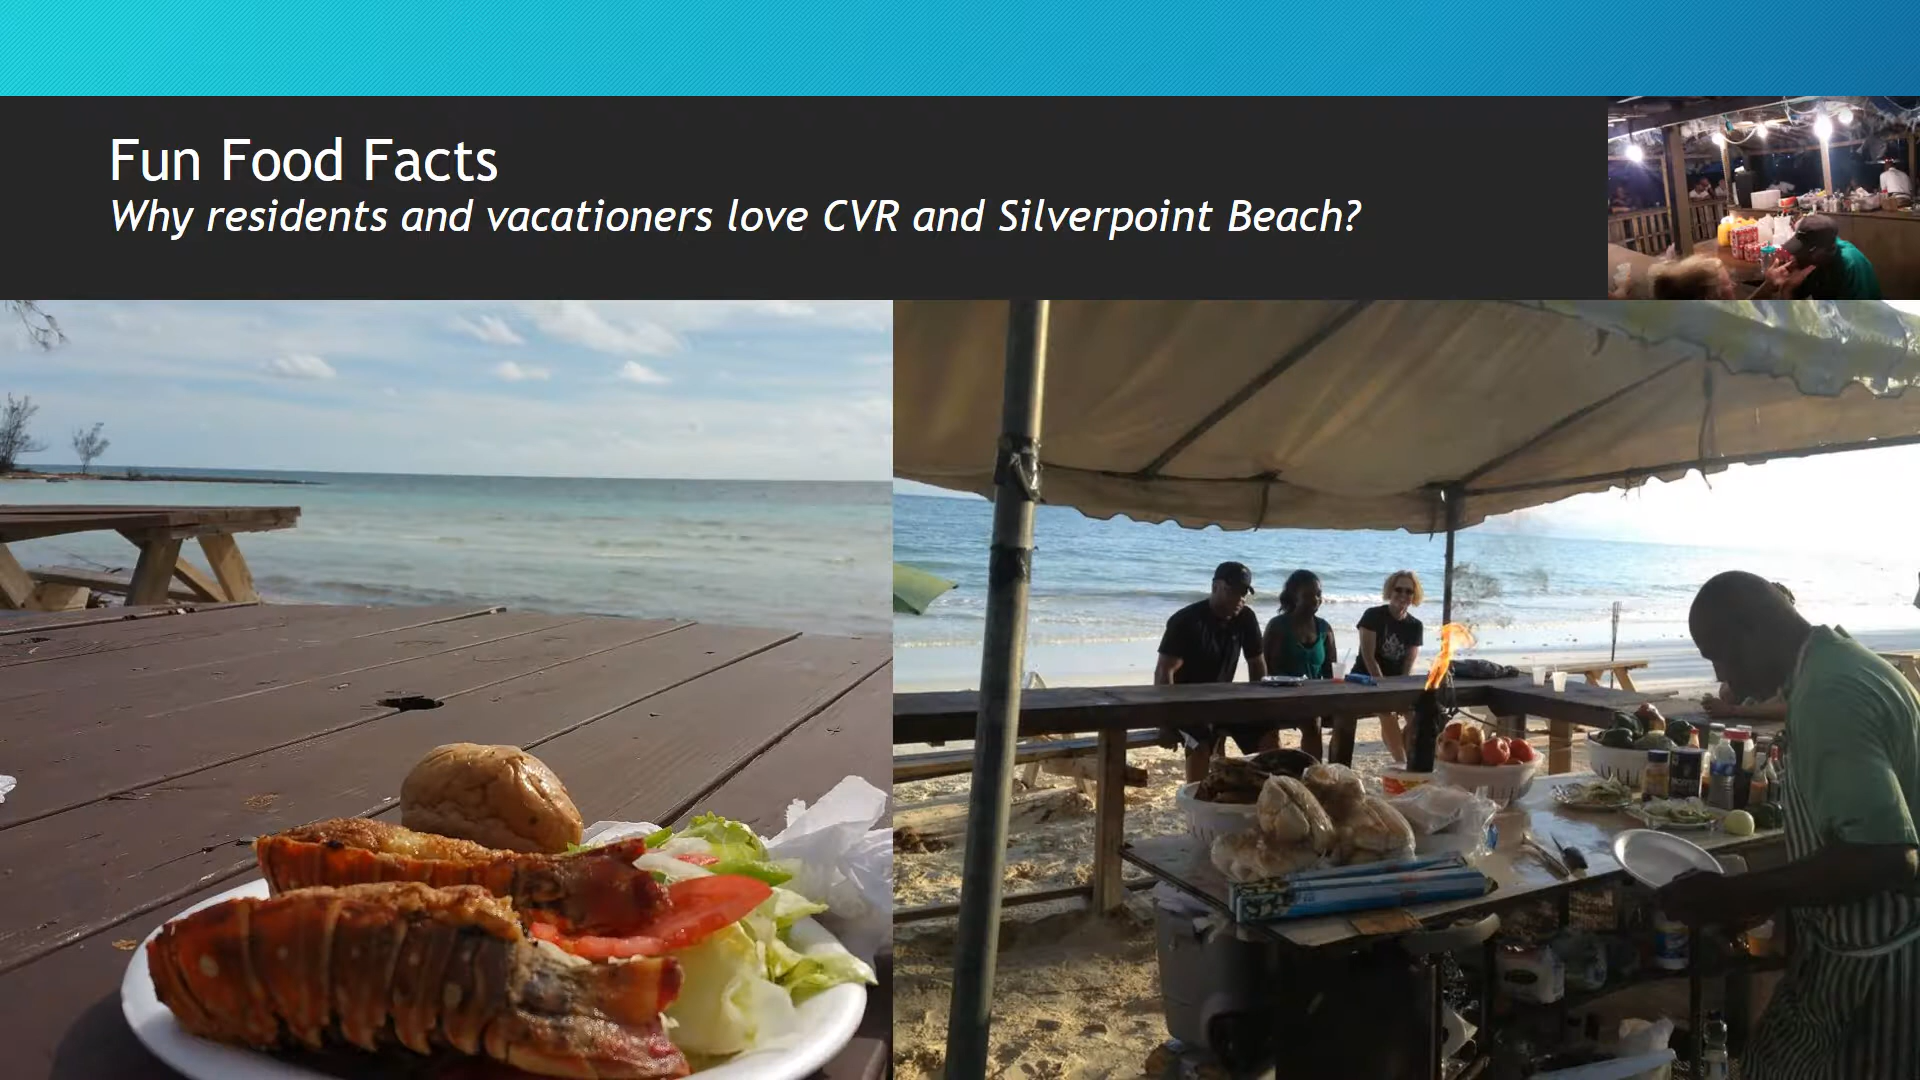 Fun Food Facts
Why residents and vacationers love CVR and Silverpoint Beach?